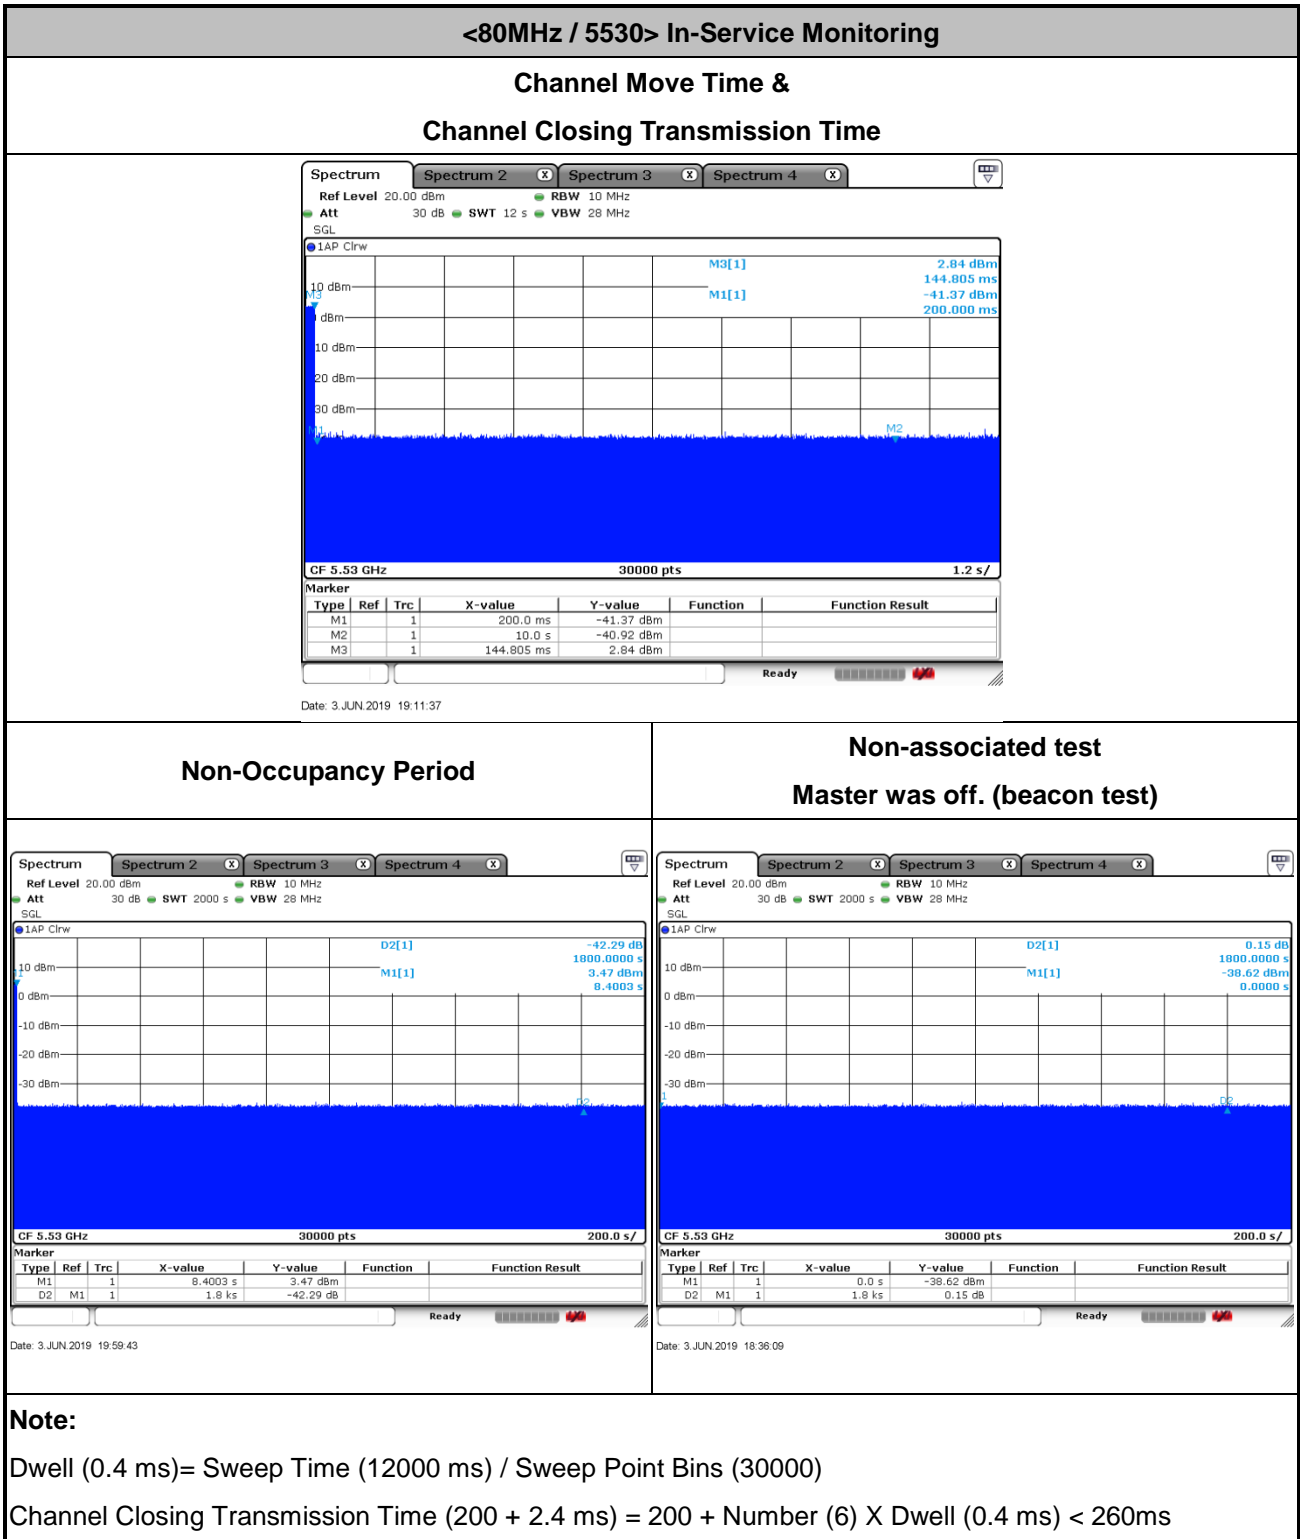 <80MHz / 5530> In-Service Monitoring
Channel Move Time &
Channel Closing Transmission Time
Spectrum Spectrum 2 X Spectrum 3 X Spectrum 4 X
Ref Level 20.00 dBm RBW 10 MHz
Att 30 dB SWT 12 s VBW 28 MHz
SGL
1AP Clrw
M3[1] 2.84 dBm
144.805 ms
10 dBm
M3
M1[1] -41.37 dBm
200.000 ms
dBm
10 dBm
20 dBm
30 dBm
M1 M2
CF 5.53 GHz 30000 pts 1.2 s/
Marker
Type Ref Trc X-value Y-value Function Function Result
M1 1 200.0 ms -41.37 dBm
M2 1 10.0 s -40.92 dBm
M3 1 144.805 ms 2.84 dBm
Ready
Date: 3.JUN.2019 19:11:37
Non-Occupancy Period
Non-associated test
Master was off. (beacon test)
Spectrum Spectrum 2 X Spectrum 3 X Spectrum 4 X
Ref Level 20.00 dBm RBW 10 MHz
Att 30 dB SWT 2000 s VBW 28 MHz
SGL
1AP Clrw
D2[1] -42.29 dB
1800.0000 s
10 dBm
M1[1] 3.47 dBm
8.4003 s
0 dBm
-10 dBm
-20 dBm
-30 dBm
D2
CF 5.53 GHz 30000 pts 200.0 s/
Marker
Type Ref Trc X-value Y-value Function Function Result
M1 1 8.4003 s 3.47 dBm
D2 M1 1 1.8 ks -42.29 dB
Ready
Date: 3.JUN.2019 19:59:43
Spectrum Spectrum 2 X Spectrum 3 X Spectrum 4 X
Ref Level 20.00 dBm RBW 10 MHz
Att 30 dB SWT 2000 s VBW 28 MHz
SGL
1AP Clrw
D2[1] 0.15 dB
1800.0000 s
10 dBm
M1[1] -38.62 dBm
0.0000 s
0 dBm
-10 dBm
-20 dBm
-30 dBm
1 D2
CF 5.53 GHz 30000 pts 200.0 s/
Marker
Type Ref Trc X-value Y-value Function Function Result
M1 1 0.0 s -38.62 dBm
D2 M1 1 1.8 ks 0.15 dB
Ready
Date: 3.JUN.2019 18:36:09
Note:
Dwell (0.4 ms)= Sweep Time (12000 ms) / Sweep Point Bins (30000)
Channel Closing Transmission Time (200 + 2.4 ms) = 200 + Number (6) X Dwell (0.4 ms) < 260ms